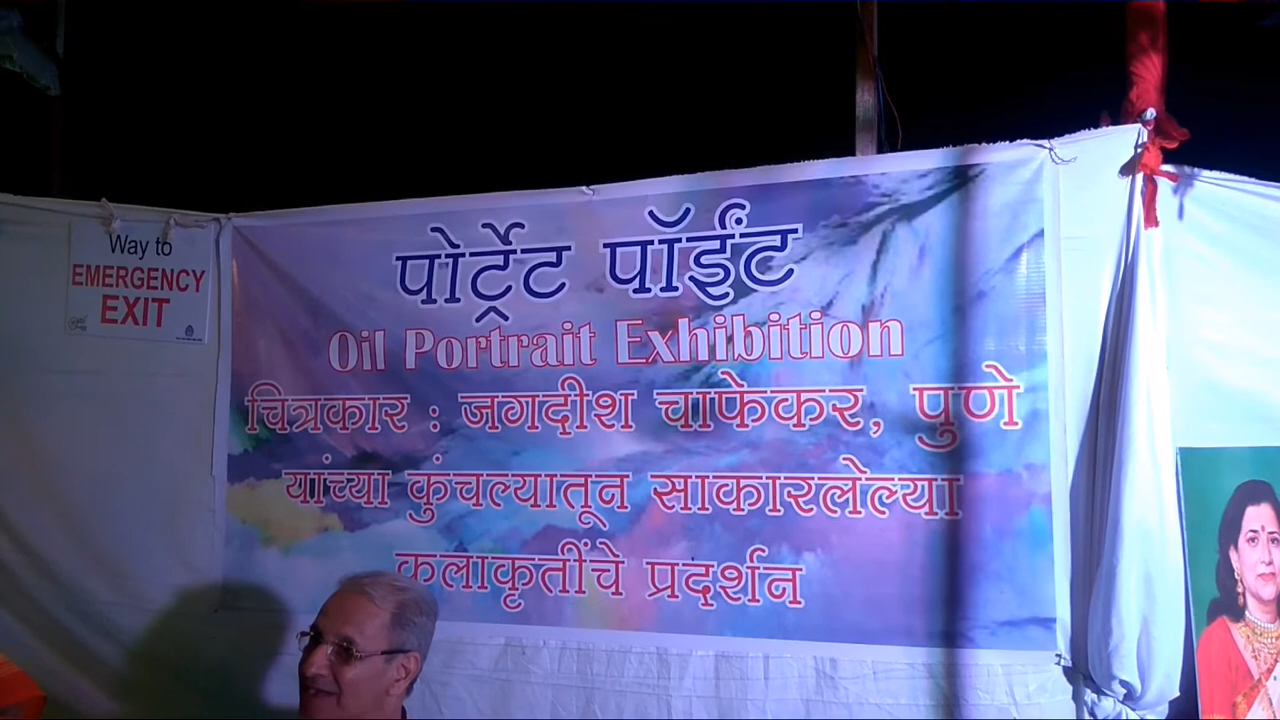 Way to
EMERGENCY
EXIT
पोर्ट्रेट पॉईंट
Oil Portrait Exhibition
चित्रकार : जगदीश चाफेकर, पुणे
यांच्या कुंचल्यातून साकारलेल्या
कलाकृतींचे प्रदर्शन